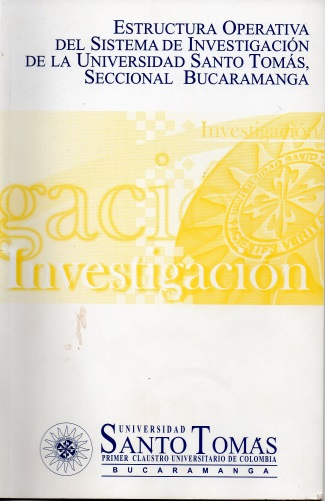 ESTRUCTURA OPERATIVA
DEL SISTEMA DE INVESTIGACIÓN
DE LA UNIVERSIDAD SANTO TOMÁS,
SECCIONAL BUCARAMANGA
Investigación
gaci
Investigación
UNIVERSIDAD
SANTO TOMÁS
PRIMER CLAUSTRO UNIVERSITARIO DE COLOMBIA
BUCARAMANGA